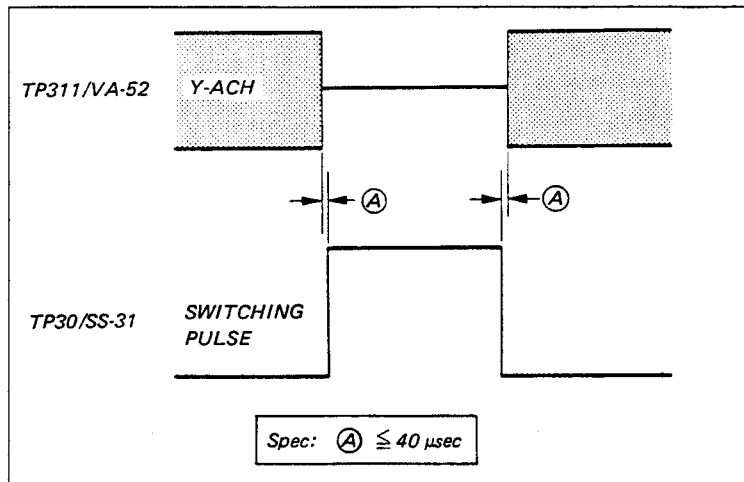 TP311/VA-52
Y-ACH
A
A
TP30/SS-31
SWITCHING
PULSE
Spec: A ≦ 40 μsec